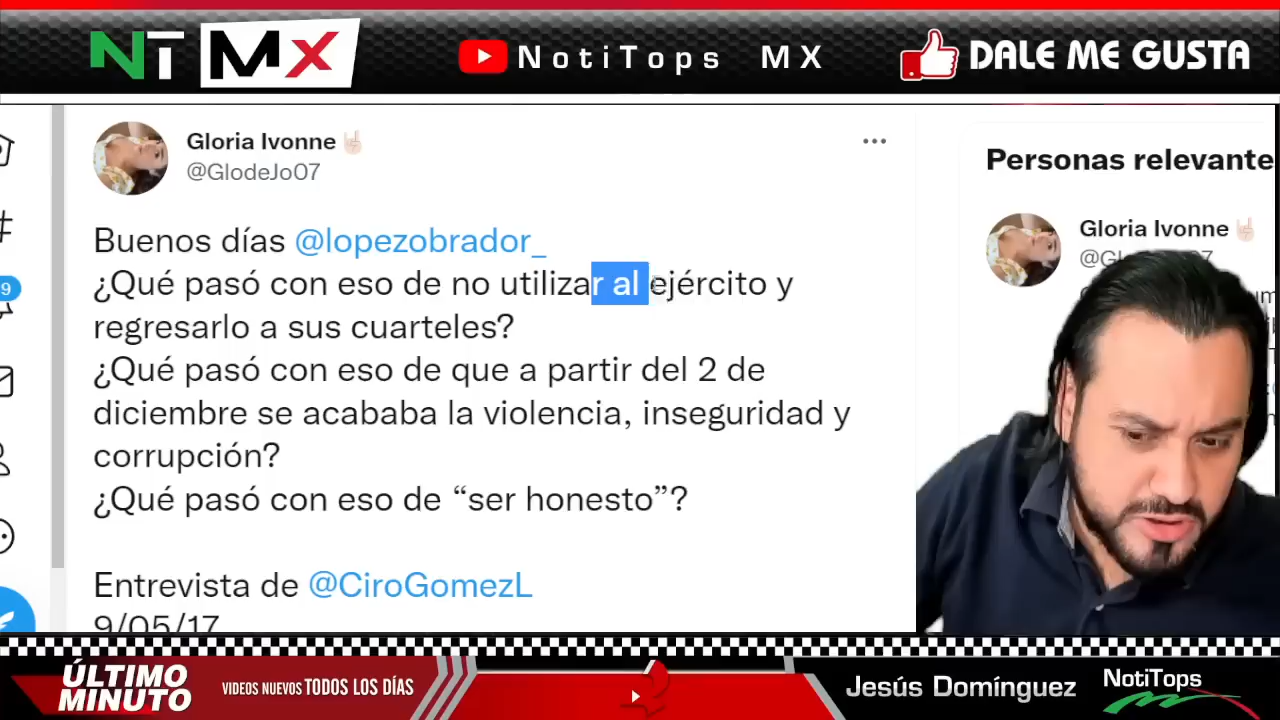 NTMX
NotiTops MX
DALE ME GUSTA
Gloria Ivonne
@GlodeJo07
Personas relevante
Gloria Ivonne
Buenos días @lopezobrador_
¿Qué pasó con eso de no utilizar al ejército y
regresarlo a sus cuarteles?
¿Qué pasó con eso de que a partir del 2 de
diciembre se acababa la violencia, inseguridad y
corrupción?
¿Qué pasó con eso de “ser honesto”?
Entrevista de @CiroGomezL
9/05/17
9
ÚLTIMO
MINUTO
VIDEOS NUEVOS TODOS LOS DÍAS
Jesús Domínguez
NotiTops